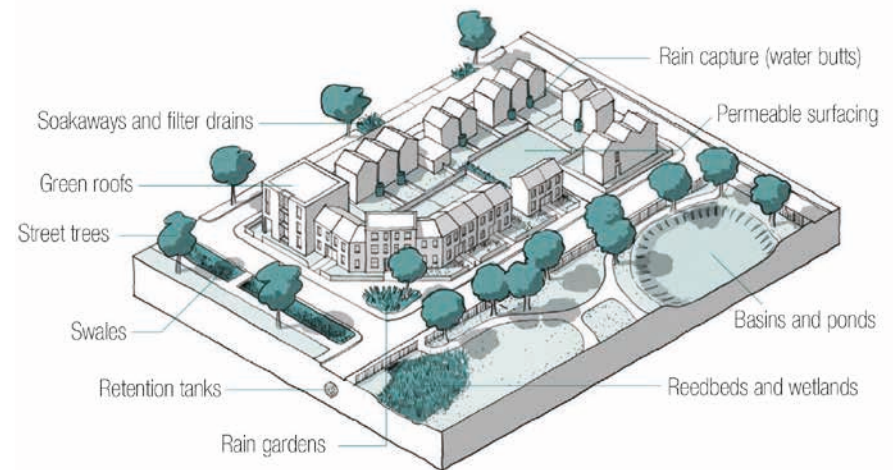 Rain capture (water butts)
Permeable surfacing
Soakaways and filter drains
Green roofs
Street trees
Swales
Basins and ponds
Retention tanks
Reedbeds and wetlands
Rain gardens